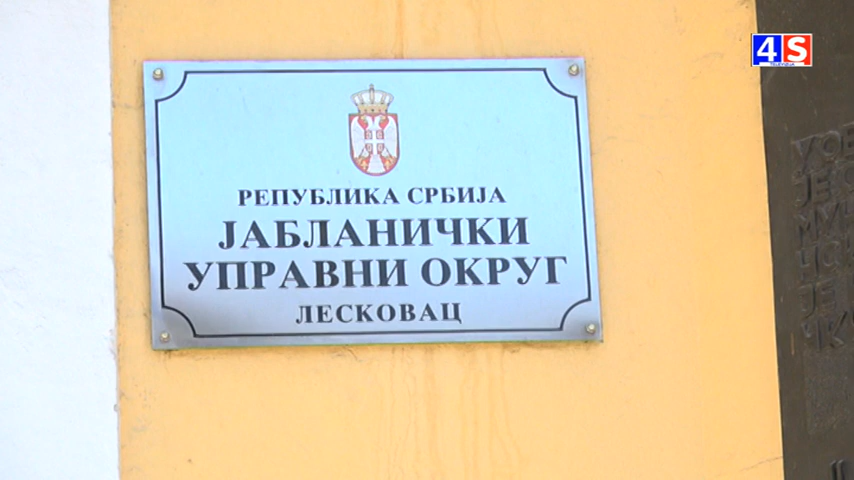 4S
РЕПУБЛИКА СРБИЈА
ЈАБЛАНИЧКИ
УПРАВНИ ОКРУГ
ЛЕСКОВАЦ